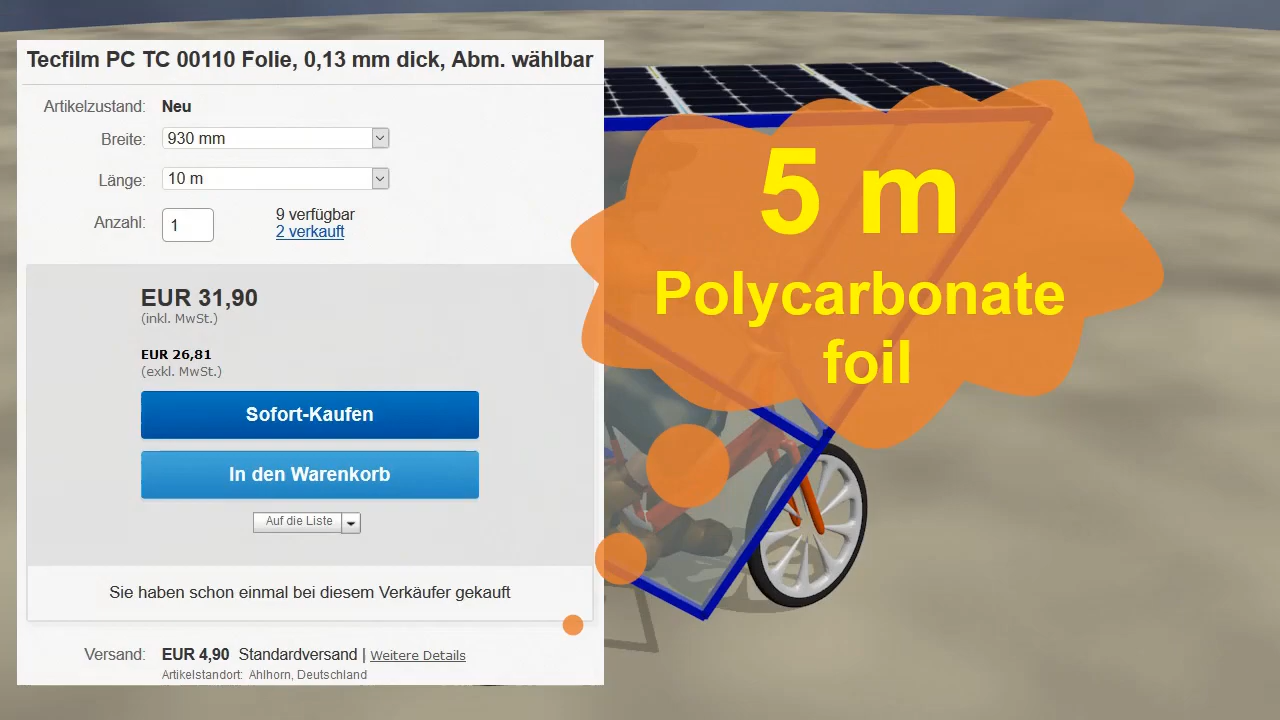 Tecfilm PC TC 00110 Folie, 0,13 mm dick, Abm. wählbar
Artikelzustand: Neu
Breite: 930 mm
Länge: 10 m
Anzahl: 1
9 verfügbar
2 verkauft
EUR 31,90
(inkl. MwSt.)
EUR 26,81
(exkl. MwSt.)
Sofort-Kaufen
In den Warenkorb
Auf die Liste
Sie haben schon einmal bei diesem Verkäufer gekauft
Versand: EUR 4,90 Standardversand | Weitere Details
Artikelstandort: Ahlhorn, Deutschland
5 m
Polycarbonate
foil